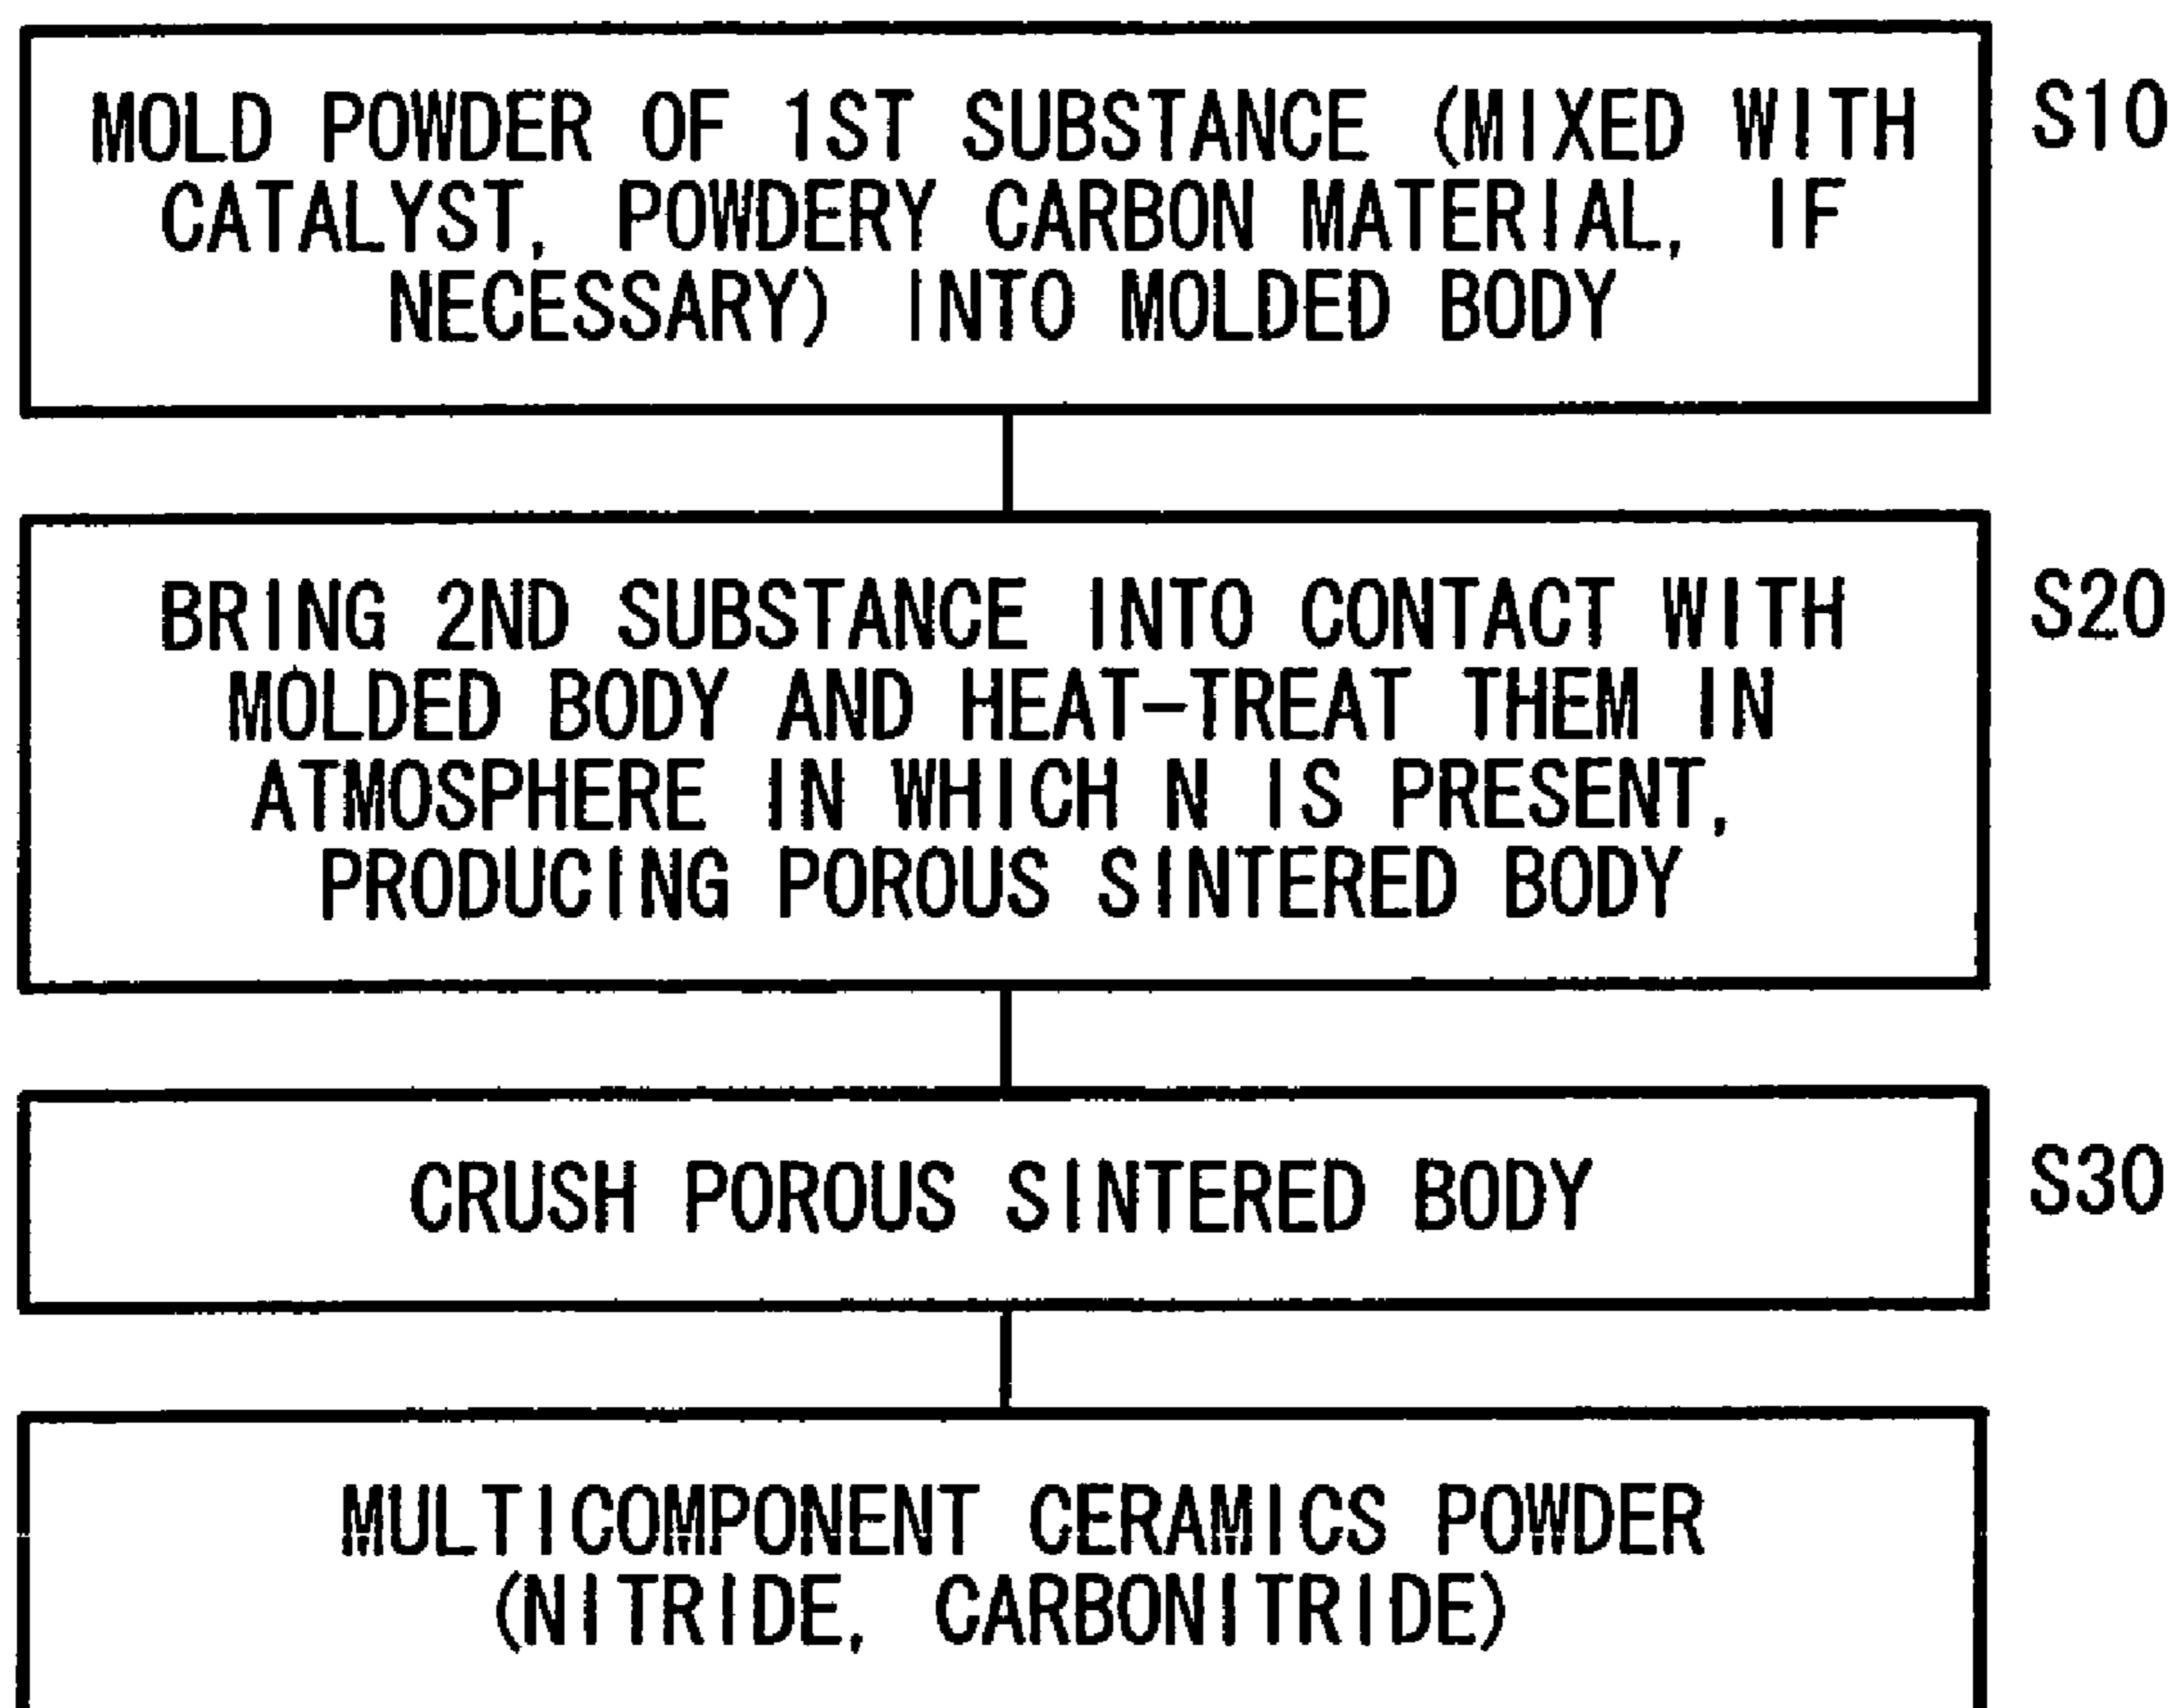 MOLD POWDER OF 1ST SUBSTANCE (MIXED WITH
CATALYST, POWDERY CARBON MATERIAL, IF
NECESSARY) INTO MOLDED BODY
S10
BRING 2ND SUBSTANCE INTO CONTACT WITH
MOLDED BODY AND HEAT-TREAT THEM IN
ATMOSPHERE IN WHICH N IS PRESENT,
PRODUCING POROUS SINTERED BODY
S20
CRUSH POROUS SINTERED BODY
S30
MULTICOMPONENT CERAMICS POWDER
(NITRIDE, CARBONITRIDE)